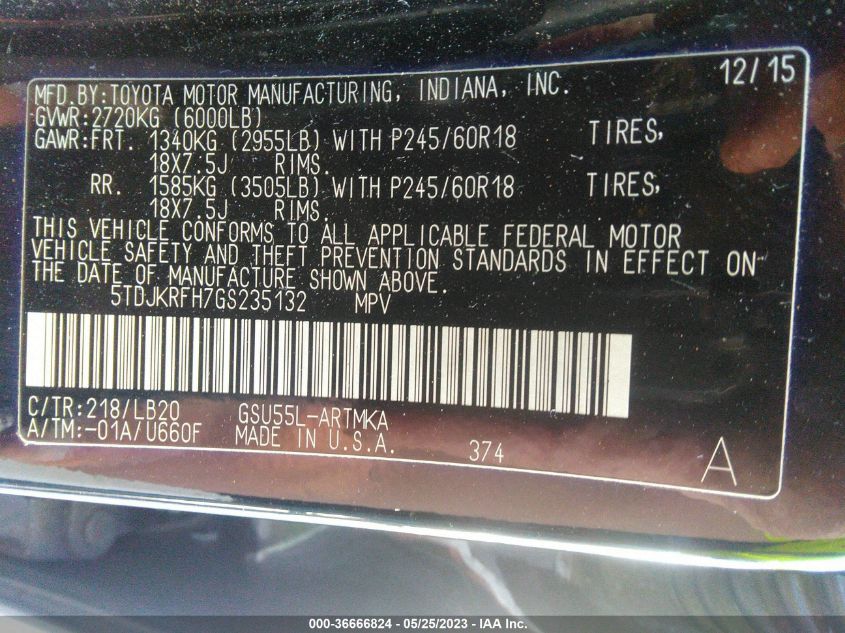 12/15
MFD.BY:TOYOTA MOTOR MANUFACTURING, INDIANA, INC.
GVWR:2720KG (6000LB)
GAWR:FRT. 1340KG (2955LB) WITH P245/60R18 TIRES,
18X7.5J RIMS.
RR. 1585KG (3505LB) WITH P245/60R18 TIRES,
18X7.5J RIMS.
THIS VEHICLE CONFORMS TO ALL APPLICABLE FEDERAL MOTOR
VEHICLE SAFETY AND THEFT PREVENTION STANDARDS IN EFFECT ON
THE DATE OF MANUFACTURE SHOWN ABOVE.
5TDJKRFH7GS235132 MPV
C/TR:218/LB20 GSU55L-ARTMKA
A/TM:-01A/U660F MADE IN U.S.A. 374 A
000-36666824 — 05/25/2023 — IAA Inc.